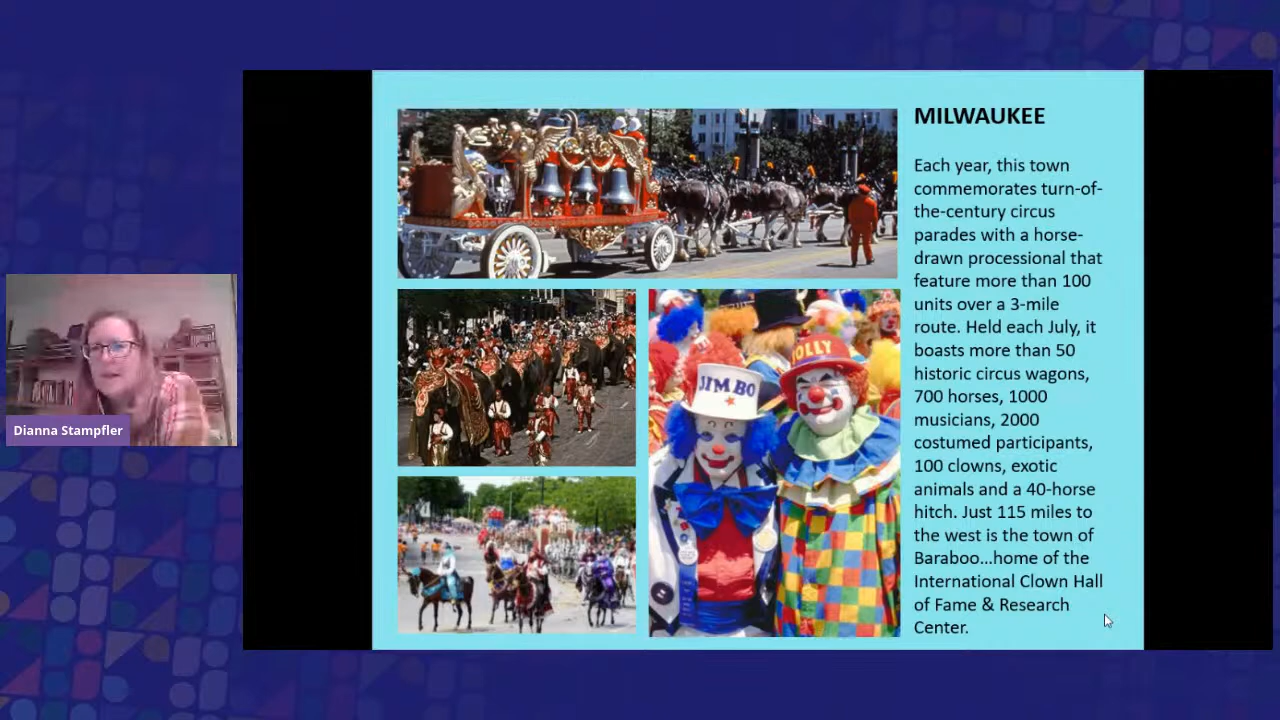 MILWAUKEE
Each year, this town
commemorates turn-of-
the-century circus
parades with a horse-
drawn processional that
feature more than 100
units over a 3-mile
route. Held each July, it
boasts more than 50
historic circus wagons,
700 horses, 1000
musicians, 2000
costumed participants,
100 clowns, exotic
animals and a 40-horse
hitch. Just 115 miles to
the west is the town of
Baraboo...home of the
International Clown Hall
of Fame & Research
Center.
JOLLY
JIMBO
Dianna Stampfler